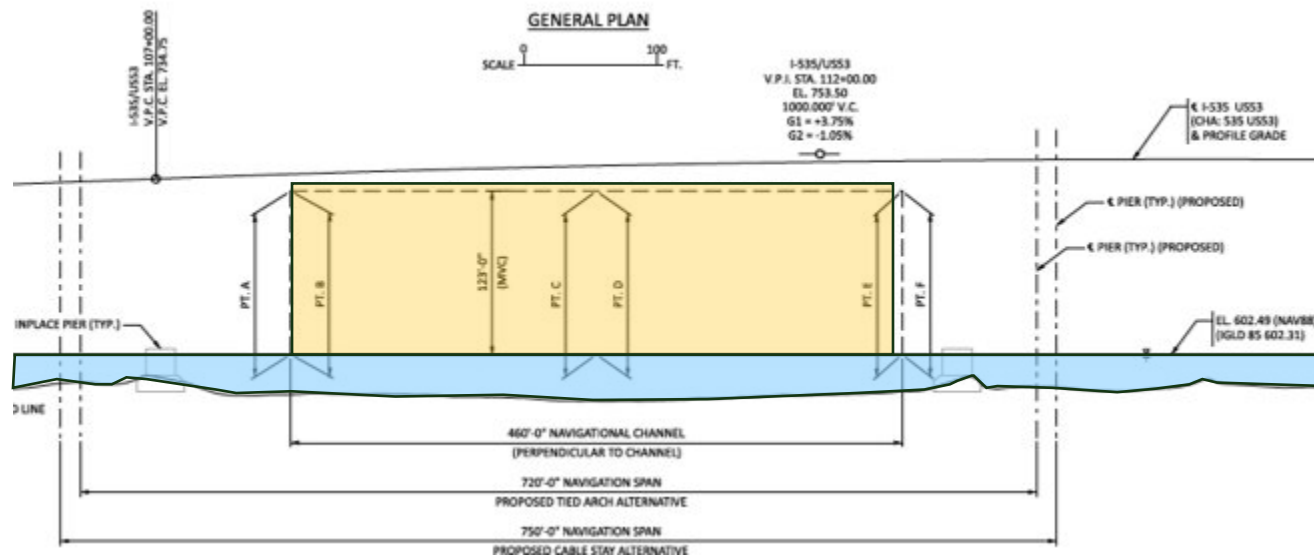 GENERAL PLAN
0 100
SCALE FT.
I-535/US53
V.P.C. STA. 107+00.00
V.P.C. EL. 734.75
I-535/US53
V.P.I. STA. 112+00.00
EL. 753.50
1000.000' V.C.
G1 = +3.75%
G2 = -1.05%
℄ I-535 US53
(CHA: 535 US53)
& PROFILE GRADE
℄ PIER (TYP.) (PROPOSED)
℄ PIER (TYP.) (PROPOSED)
PT. A
PT. B
123'-0"
(MVC)
PT. C
PT. D
PT. E
PT. F
INPLACE PIER (TYP.)
EL. 602.49 (NAV88)
(IGLD 85 602.31)
D LINE
460'-0" NAVIGATIONAL CHANNEL
(PERPENDICULAR TO CHANNEL)
720'-0" NAVIGATION SPAN
PROPOSED TIED ARCH ALTERNATIVE
750'-0" NAVIGATION SPAN
PROPOSED CABLE STAY ALTERNATIVE